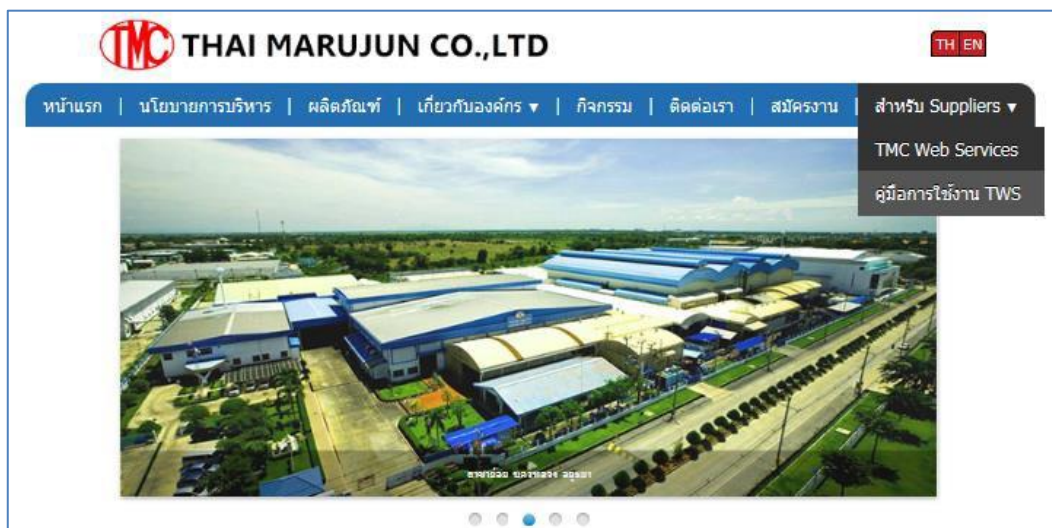 TMC THAI MARUJUN CO.,LTD
TH EN
หน้าแรก | นโยบายการบริหาร | ผลิตภัณฑ์ | เกี่ยวกับองค์กร ▼ | กิจกรรม | ติดต่อเรา | สมัครงาน | สำหรับ Suppliers ▼
TMC Web Services
คู่มือการใช้งาน TWS